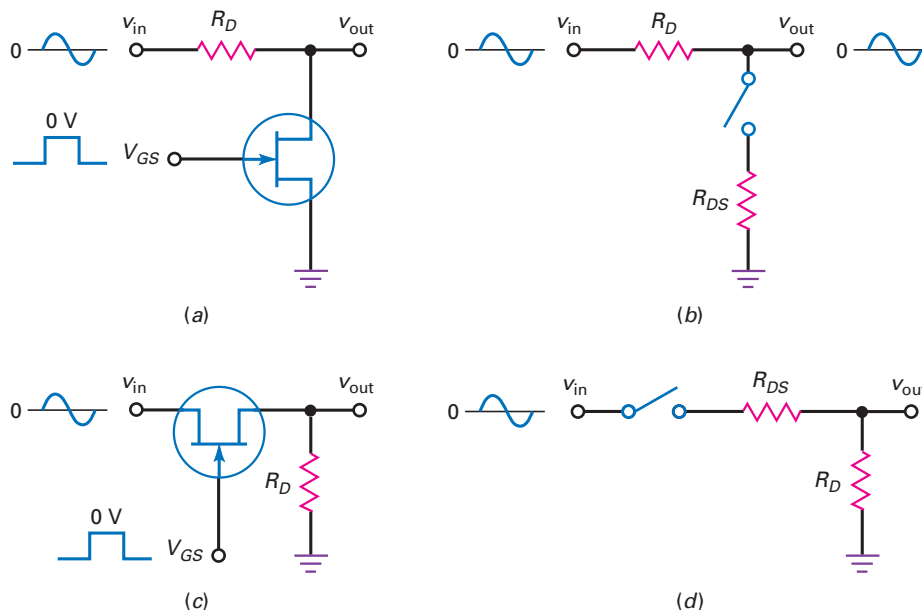 v_in R_D v_out
0
0 V
V_GS
(a)
v_in R_D v_out
0 0
R_DS
(b)
v_in v_out
0
R_D
0 V
V_GS
(c)
v_in R_DS v_out
0
R_D
(d)